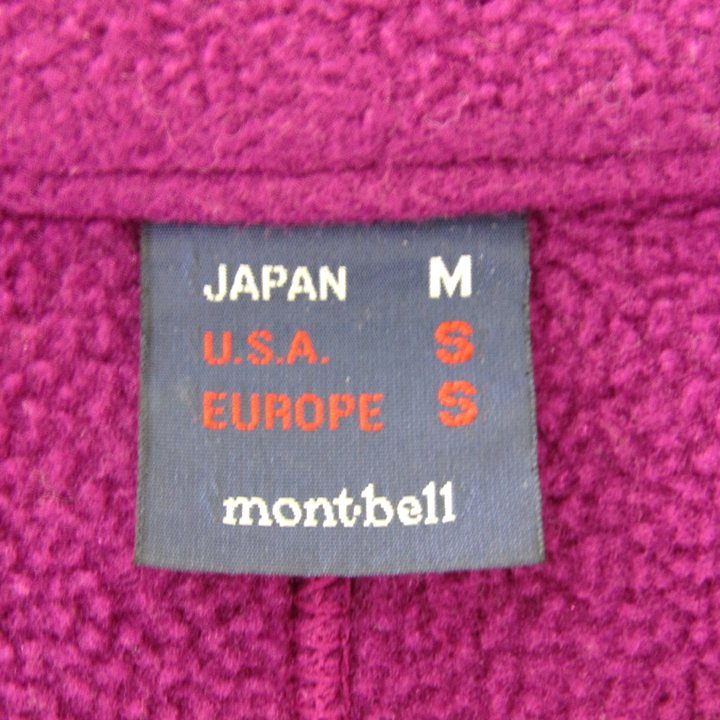 JAPAN M
U.S.A. S
EUROPE S
mont·bell